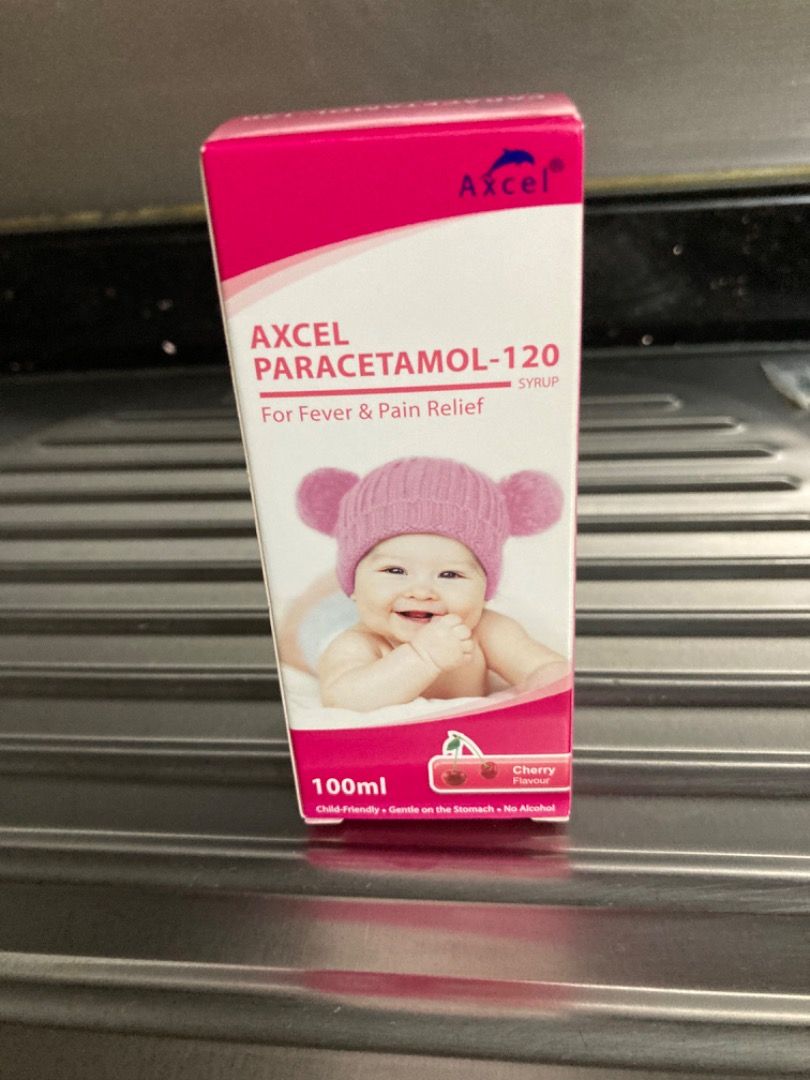 Axcel®
AXCEL
PARACETAMOL-120
SYRUP
For Fever & Pain Relief
100ml
Cherry
Flavour
Child-Friendly • Gentle on the Stomach • No Alcohol